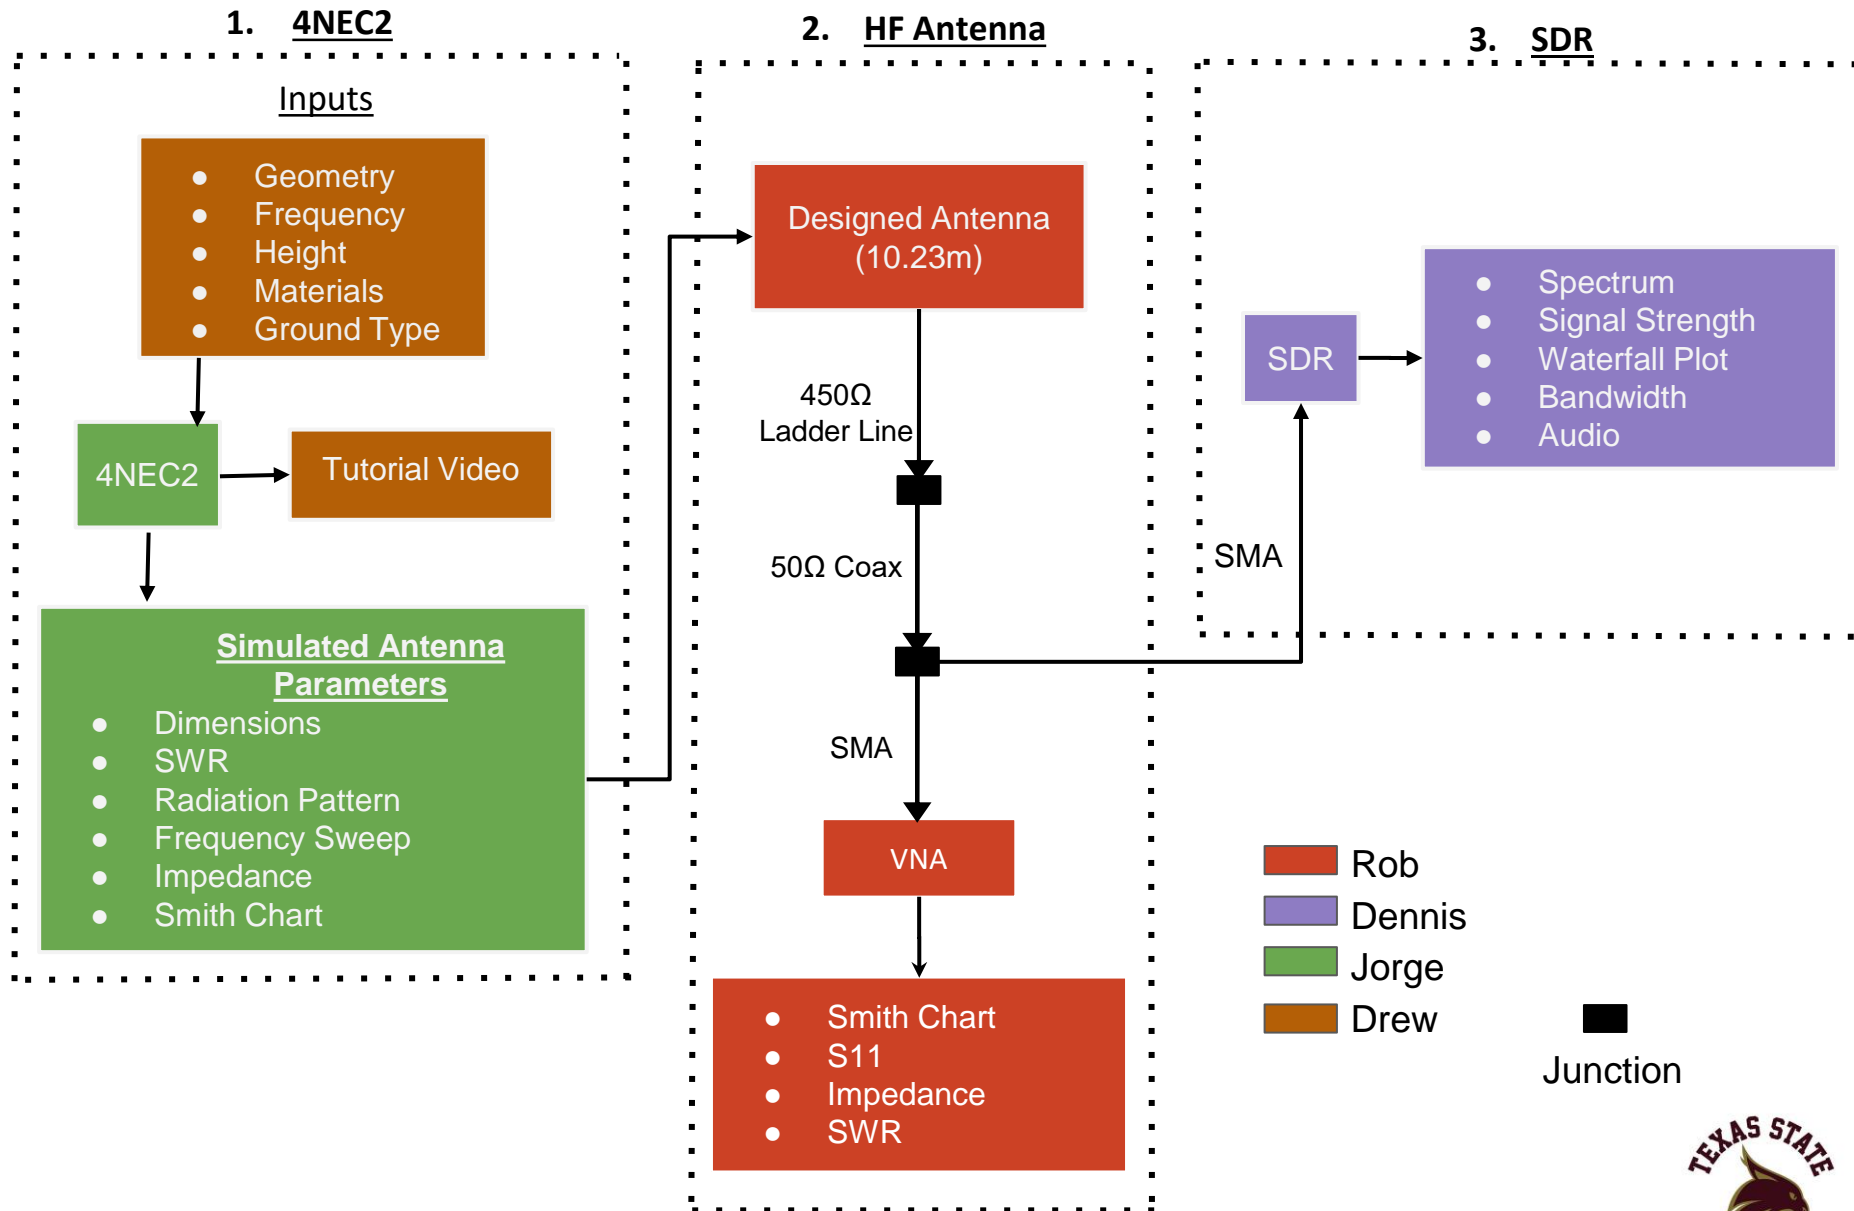 1. 4NEC2
Inputs
● Geometry
● Frequency
● Height
● Materials
● Ground Type
4NEC2
Tutorial Video
Simulated Antenna
Parameters
● Dimensions
● SWR
● Radiation Pattern
● Frequency Sweep
● Impedance
● Smith Chart
2. HF Antenna
Designed Antenna
(10.23m)
450Ω
Ladder Line
50Ω Coax
SMA
VNA
● Smith Chart
● S11
● Impedance
● SWR
3. SDR
SDR
● Spectrum
● Signal Strength
● Waterfall Plot
● Bandwidth
● Audio
SMA
Rob
Dennis
Jorge
Drew
Junction
TEXAS STATE